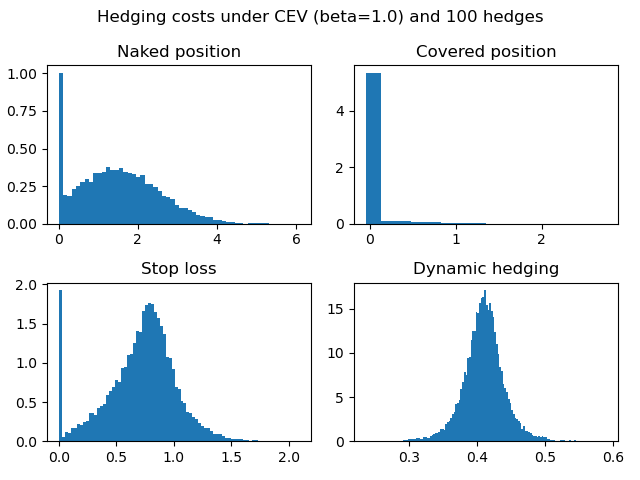 Hedging costs under CEV (beta=1.0) and 100 hedges
Naked position
1.00
0.75
0.50
0.25
0.00
0 2 4 6
Covered position
4
2
0
0 1 2
Stop loss
2.0
1.5
1.0
0.5
0.0
0.0 0.5 1.0 1.5 2.0
Dynamic hedging
15
10
5
0
0.3 0.4 0.5 0.6